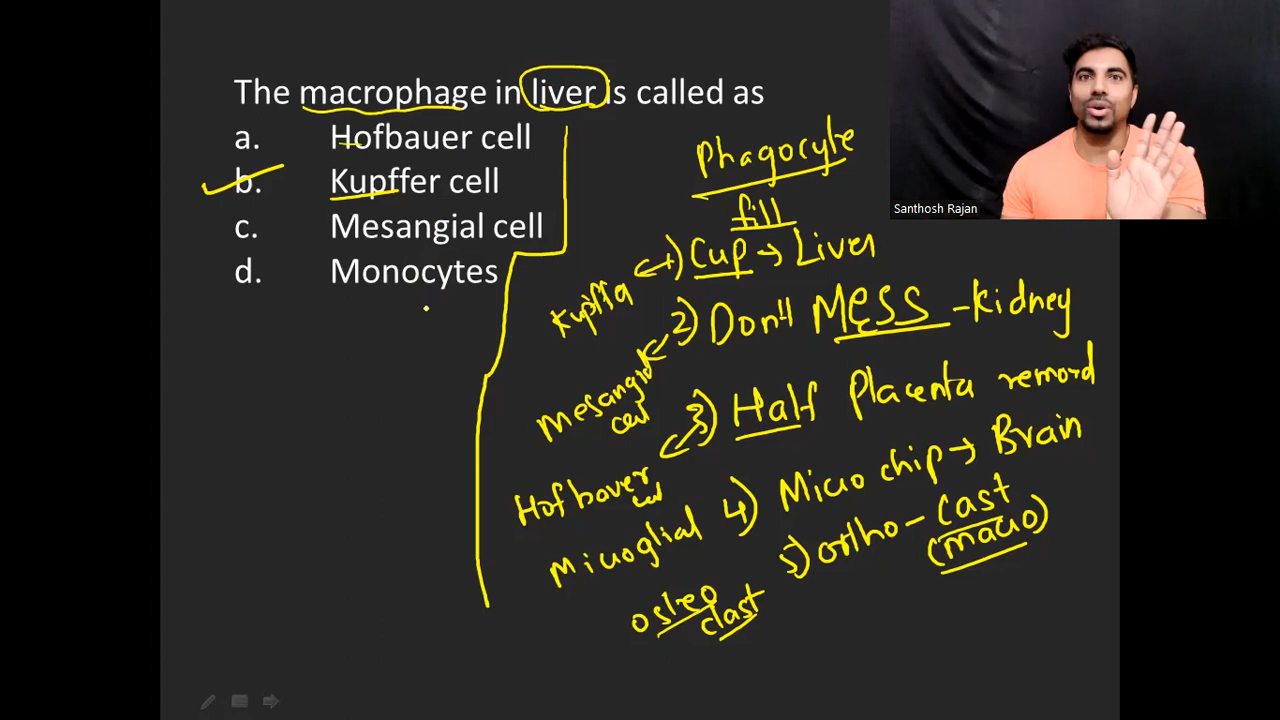 The macrophage in liver is called as
a. Hofbauer cell
b. Kupffer cell
c. Mesangial cell
d. Monocytes
Santhosh Rajan
Phagocyte
fill
1) Cup → Liver
Kupffa
2) Don't MESS - kidney
Mesangial
cell
3) Half Placenta
Hofbauer
cell
4) Micro chip → Brain
Microglial
5) ortho - cast
(macro)
osteo
clast